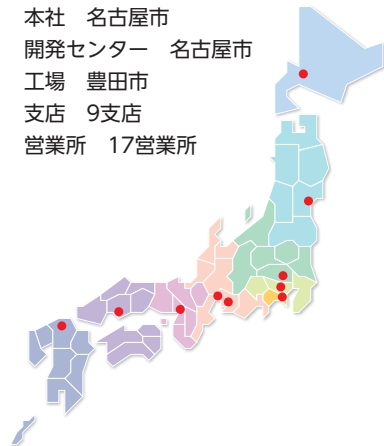 本社　名古屋市
開発センター　名古屋市
工場　豊田市
支店　9支店
営業所　17営業所